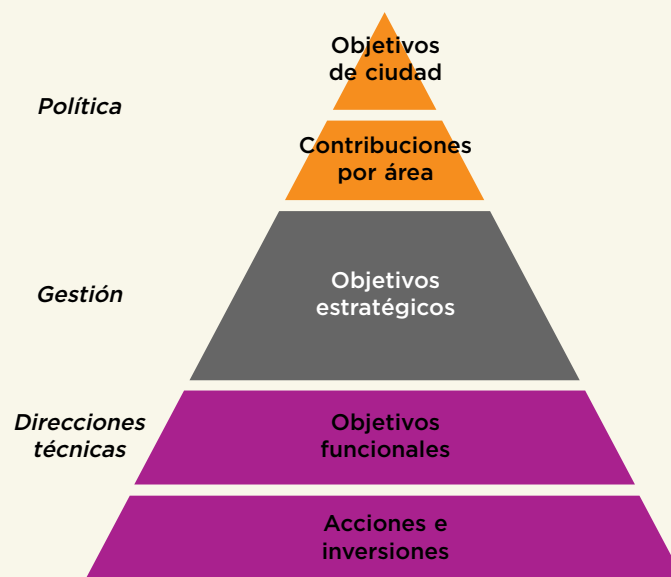 Objetivos
de ciudad
Política
Contribuciones
por área
Gestión
Objetivos
estratégicos
Direcciones
técnicas
Objetivos
funcionales
Acciones e
inversiones